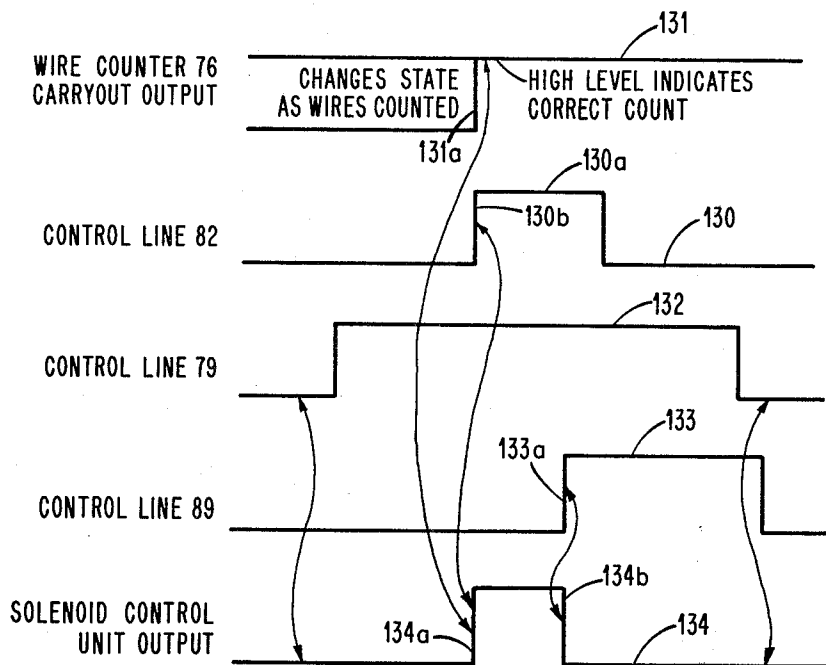 131
WIRE COUNTER 76
CARRYOUT OUTPUT
CHANGES STATE
AS WIRES COUNTED
HIGH LEVEL INDICATES
CORRECT COUNT
131a
130a
130b
130
CONTROL LINE 82
132
CONTROL LINE 79
133
133a
CONTROL LINE 89
134b
SOLENOID CONTROL
UNIT OUTPUT
134a
134